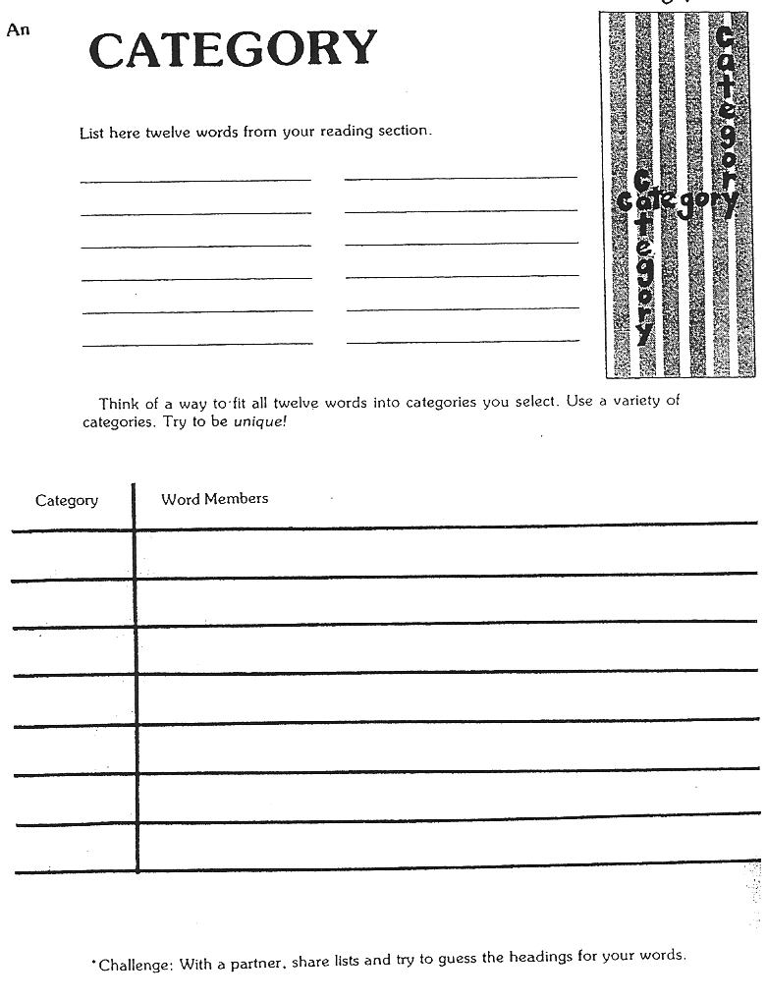 An
CATEGORY
Category
Category
Category
List here twelve words from your reading section.
Think of a way to fit all twelve words into categories you select. Use a variety of
categories. Try to be unique!
Category
Word Members
*Challenge: With a partner, share lists and try to guess the headings for your words.